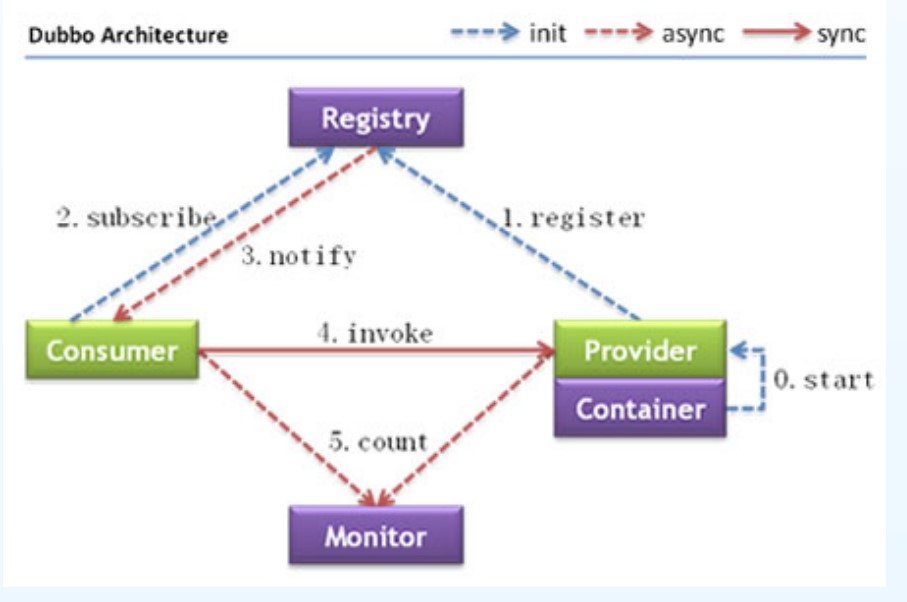 Dubbo Architecture
init async sync
Registry
2. subscribe
1. register
3. notify
4. invoke
Consumer
Provider
0. start
Container
5. count
Monitor